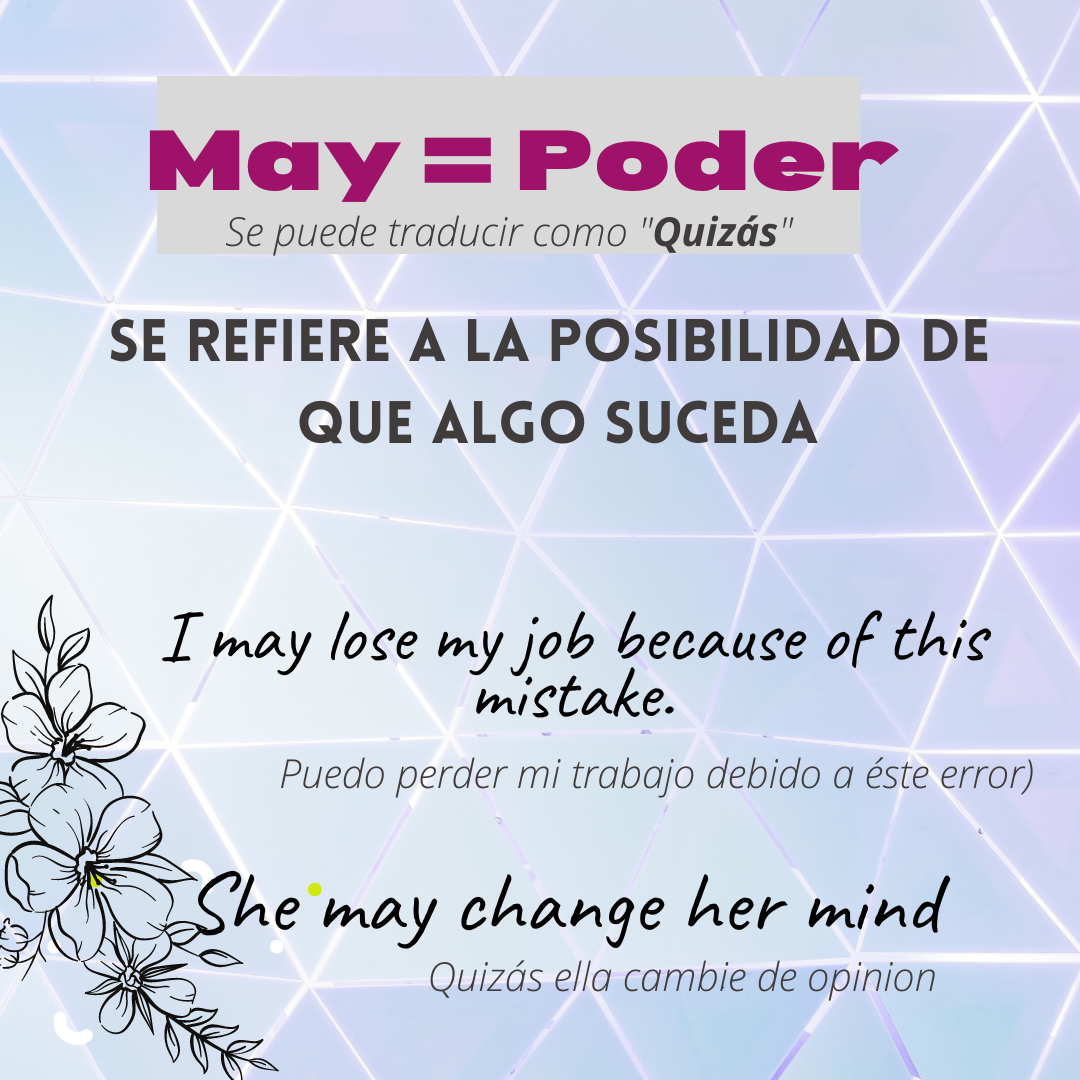 May = Poder
Se puede traducir como "Quizás"
SE REFIERE A LA POSIBILIDAD DE
QUE ALGO SUCEDA
I may lose my job because of this
mistake.
Puedo perder mi trabajo debido a éste error)
She may change her mind
Quizás ella cambie de opinion